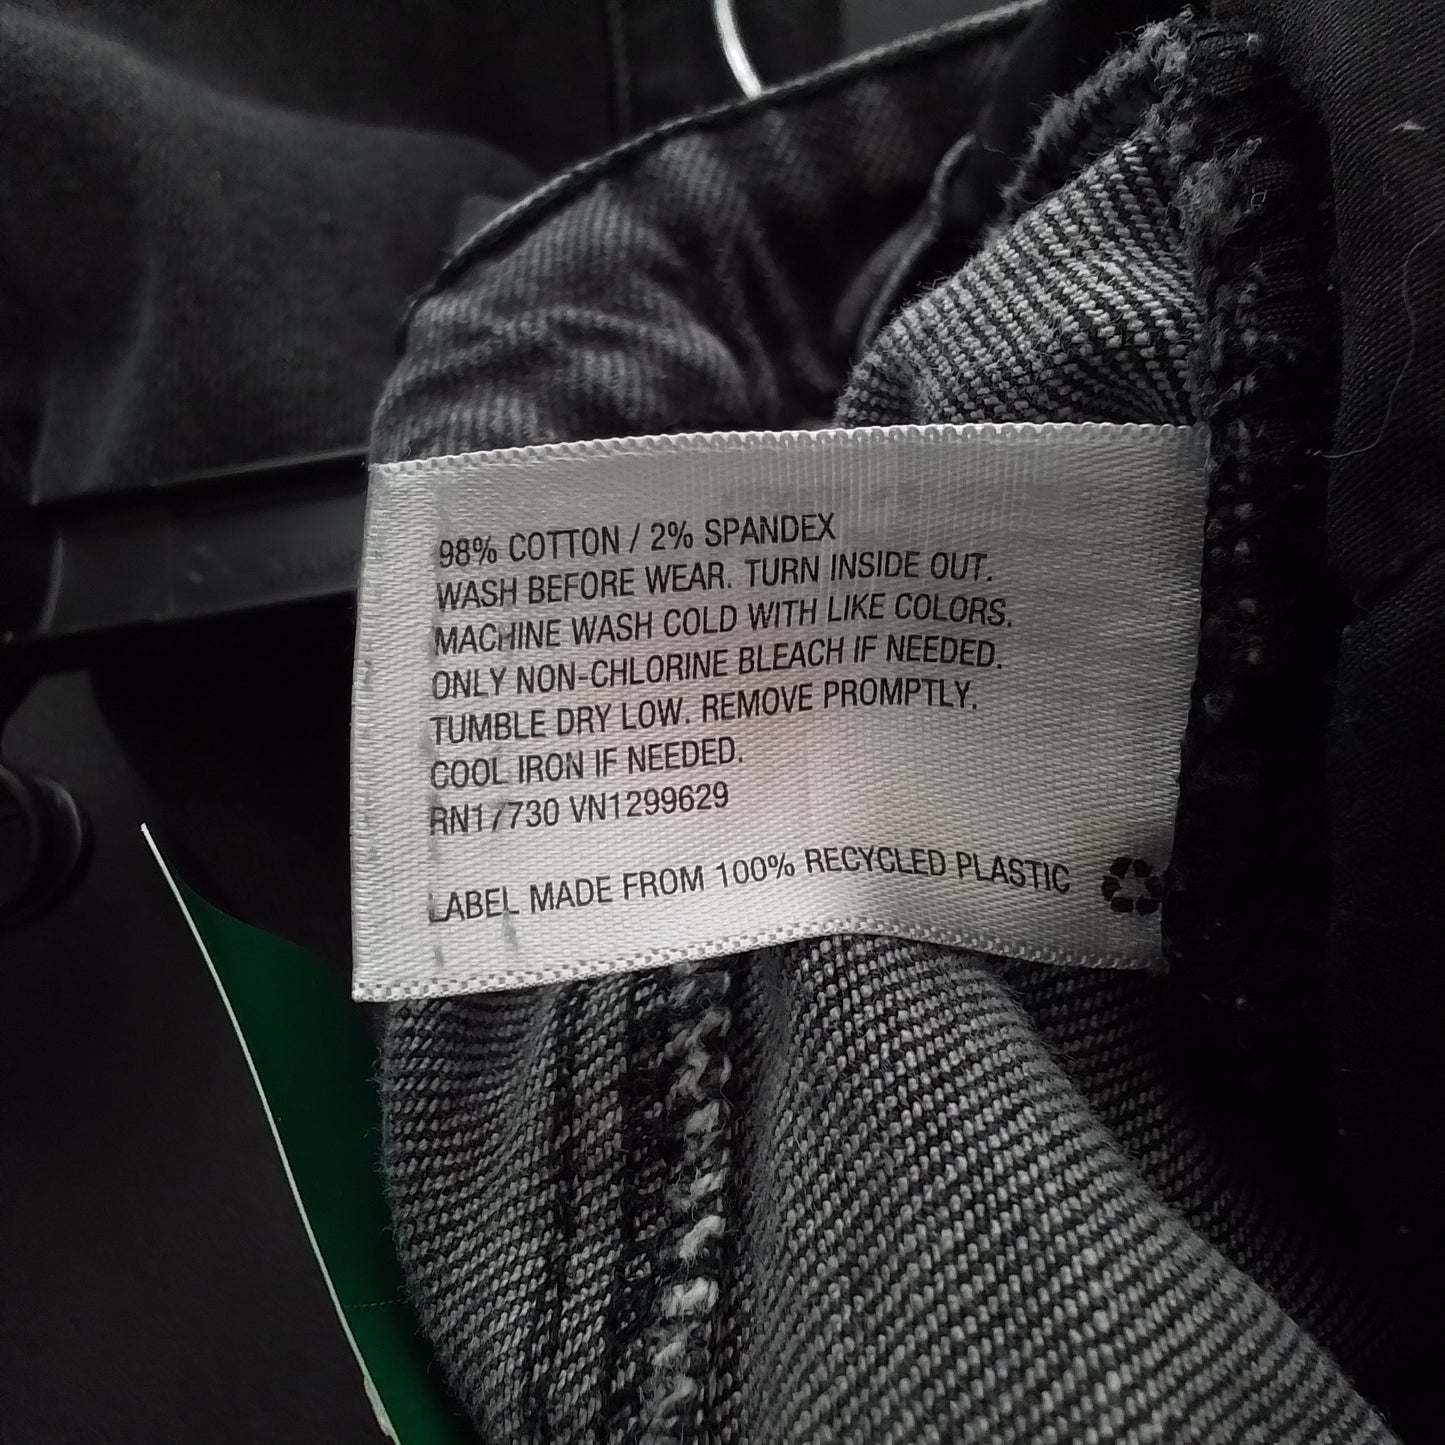 98% COTTON / 2% SPANDEX
WASH BEFORE WEAR. TURN INSIDE OUT.
MACHINE WASH COLD WITH LIKE COLORS.
ONLY NON-CHLORINE BLEACH IF NEEDED.
TUMBLE DRY LOW. REMOVE PROMPTLY.
COOL IRON IF NEEDED.
RN17730 VN1299629
LABEL MADE FROM 100% RECYCLED PLASTIC